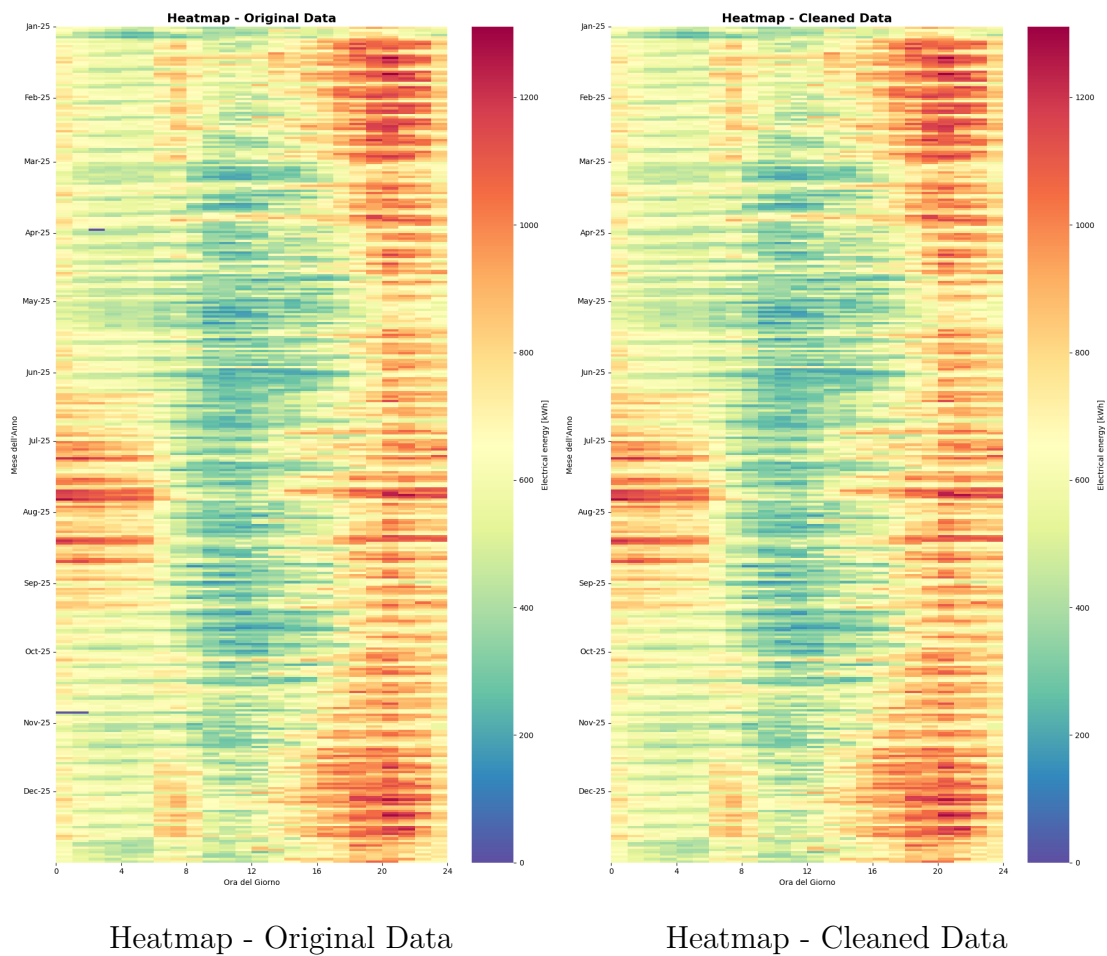 Heatmap - Original Data
Jan-25
Feb-25
Mar-25
Apr-25
May-25
Jun-25
Jul-25
Aug-25
Sep-25
Oct-25
Nov-25
Dec-25
Mese dell'Anno
0 4 8 12 16 20 24
Ora del Giorno
1200
1000
800
600
400
200
0
Electrical energy [kWh]
Heatmap - Cleaned Data
Jan-25
Feb-25
Mar-25
Apr-25
May-25
Jun-25
Jul-25
Aug-25
Sep-25
Oct-25
Nov-25
Dec-25
Mese dell'Anno
0 4 8 12 16 20 24
Ora del Giorno
1200
1000
800
600
400
200
0
Electrical energy [kWh]
Heatmap - Original Data
Heatmap - Cleaned Data